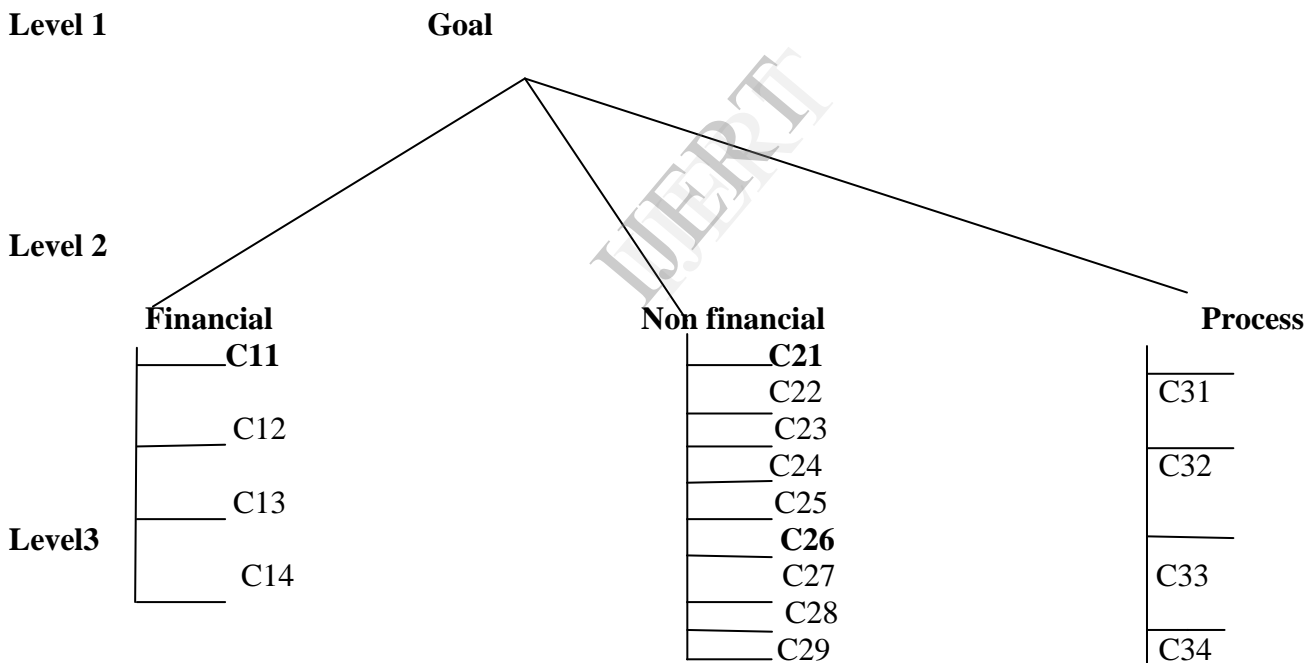 Level 1 Goal
IJERT
Level 2
Financial Non financial Process
C11 C21
C22 C31
C12 C23
C24 C32
C13 C25
Level3 C26
C14 C27 C33
C28
C29 C34